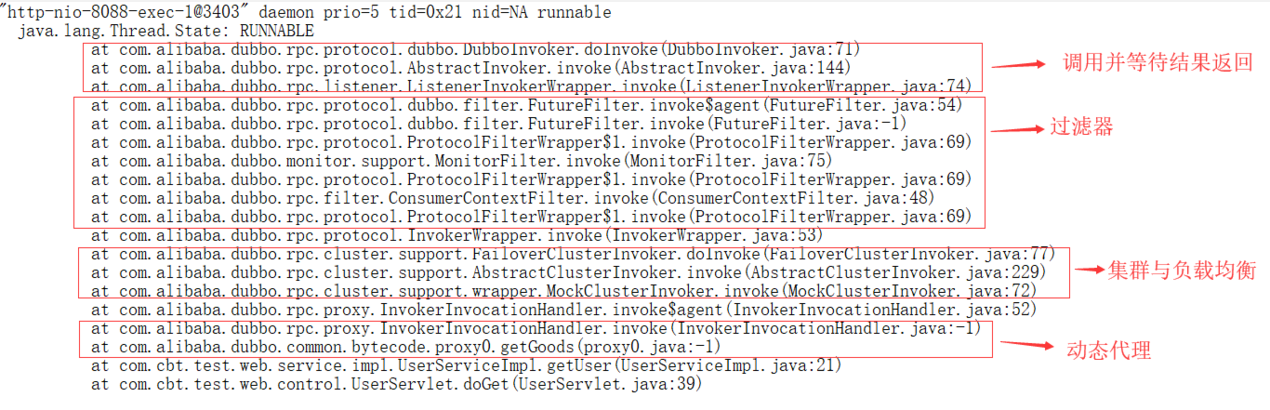 "http-nio-8088-exec-1@3403" daemon prio=5 tid=0x21 nid=NA runnable
java.lang.Thread.State: RUNNABLE
at com.alibaba.dubbo.rpc.protocol.dubbo.DubboInvoker.doInvoke(DubboInvoker.java:71)
at com.alibaba.dubbo.rpc.protocol.AbstractInvoker.invoke(AbstractInvoker.java:144)
调用并等待结果返回
at com.alibaba.dubbo.rpc.listener.ListenerInvokerWrapper.invoke(ListenerInvokerWrapper.java:74)
at com.alibaba.dubbo.rpc.protocol.dubbo.filter.FutureFilter.invoke$agent(FutureFilter.java:54)
at com.alibaba.dubbo.rpc.protocol.dubbo.filter.FutureFilter.invoke(FutureFilter.java:-1)
过滤器
at com.alibaba.dubbo.rpc.protocol.ProtocolFilterWrapper$1.invoke(ProtocolFilterWrapper.java:69)
at com.alibaba.dubbo.monitor.support.MonitorFilter.invoke(MonitorFilter.java:75)
at com.alibaba.dubbo.rpc.protocol.ProtocolFilterWrapper$1.invoke(ProtocolFilterWrapper.java:69)
at com.alibaba.dubbo.rpc.filter.ConsumerContextFilter.invoke(ConsumerContextFilter.java:48)
at com.alibaba.dubbo.rpc.protocol.ProtocolFilterWrapper$1.invoke(ProtocolFilterWrapper.java:69)
at com.alibaba.dubbo.rpc.protocol.InvokerWrapper.invoke(InvokerWrapper.java:53)
at com.alibaba.dubbo.rpc.cluster.support.FailoverClusterInvoker.doInvoke(FailoverClusterInvoker.java:77)
at com.alibaba.dubbo.rpc.cluster.support.AbstractClusterInvoker.invoke(AbstractClusterInvoker.java:229)
集群与负载均衡
at com.alibaba.dubbo.rpc.cluster.support.wrapper.MockClusterInvoker.invoke(MockClusterInvoker.java:72)
at com.alibaba.dubbo.rpc.proxy.InvokerInvocationHandler.invoke$agent(InvokerInvocationHandler.java:52)
at com.alibaba.dubbo.rpc.proxy.InvokerInvocationHandler.invoke(InvokerInvocationHandler.java:-1)
at com.alibaba.dubbo.common.bytecode.proxy0.getGoods(proxy0.java:-1)
动态代理
at com.cbt.test.web.service.impl.UserServiceImpl.getUser(UserServiceImpl.java:21)
at com.cbt.test.web.control.UserServlet.doGet(UserServlet.java:39)